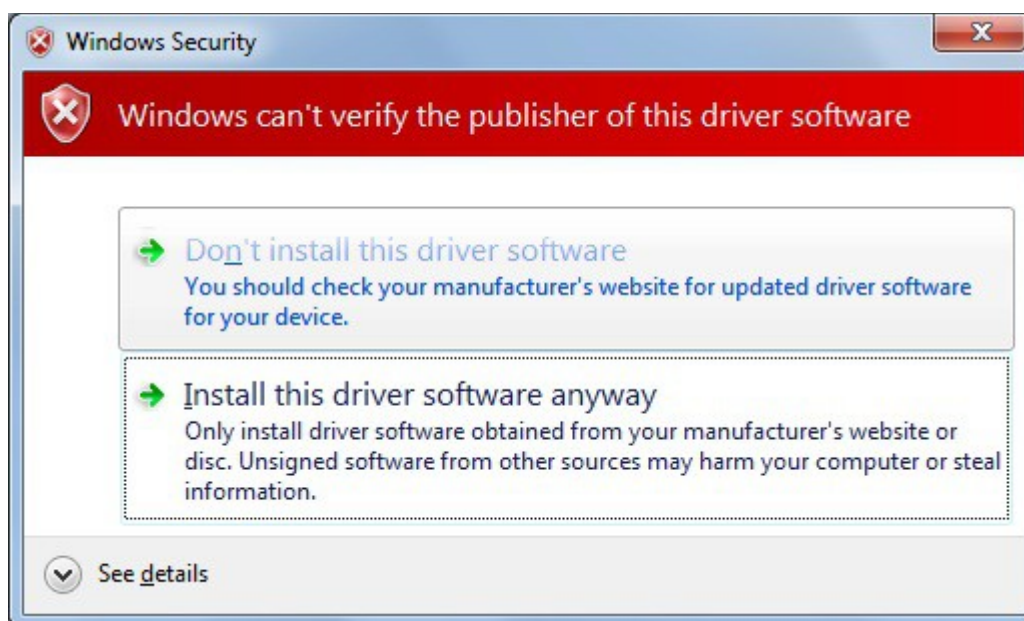 Windows Security
Windows can't verify the publisher of this driver software
Don't install this driver software
You should check your manufacturer's website for updated driver software
for your device.
Install this driver software anyway
Only install driver software obtained from your manufacturer's website or
disc. Unsigned software from other sources may harm your computer or steal
information.
See details